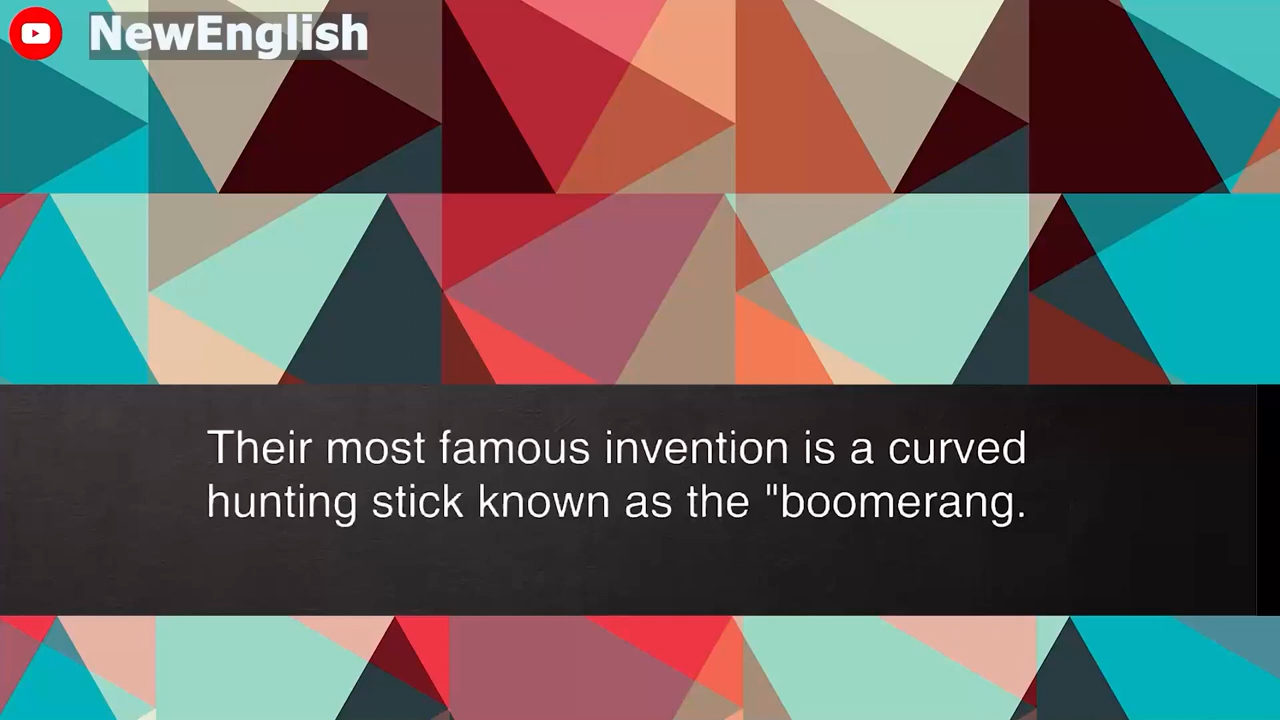 NewEnglish
Their most famous invention is a curved
hunting stick known as the "boomerang.